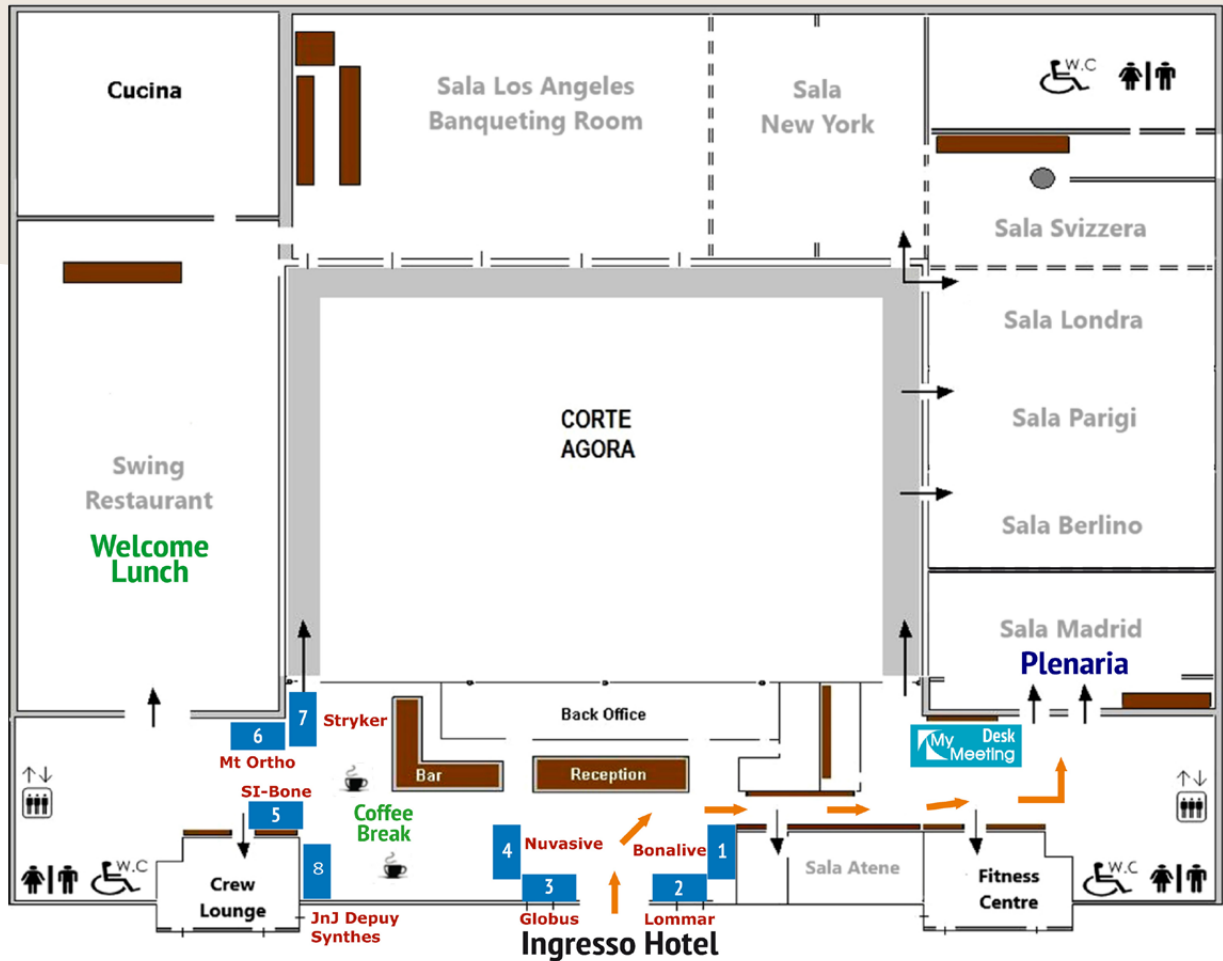 Cucina
Sala Los Angeles
Banqueting Room
Sala
New York
W.C
Sala Svizzera
Sala Londra
Sala Parigi
Sala Berlino
CORTE
AGORA
Swing
Restaurant
Welcome
Lunch
Sala Madrid
Plenaria
7
Stryker
6
Mt Ortho
Back Office
Bar
Reception
My
Meeting
Desk
SI-Bone
5
Coffee
Break
4
Nuvasive
Bonalive
1
3
Globus
2
Lommar
Sala Atene
Fitness
Centre
W.C
W.C
Crew
Lounge
8
JnJ Depuy
Synthes
Ingresso Hotel